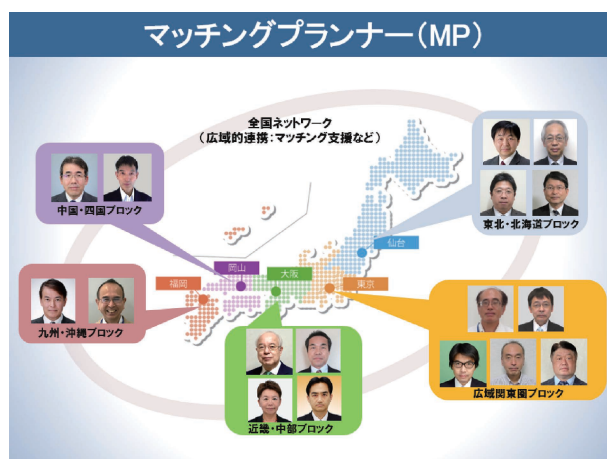 マッチングプランナー（MP）
全国ネットワーク
（広域的連携：マッチング支援など）
中国・四国ブロック
東北・北海道ブロック
仙台
岡山
大阪
福岡
東京
九州・沖縄ブロック
近畿・中部ブロック
広域関東圏ブロック